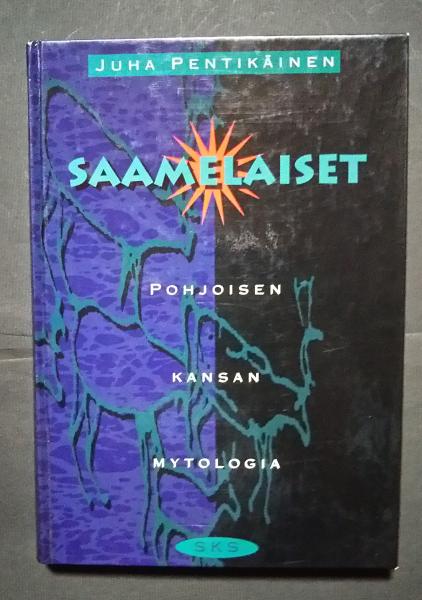 JUHA PENTIKÄINEN
SAAMELAISET
POHJOISEN
KANSAN
MYTOLOGIA
SKS